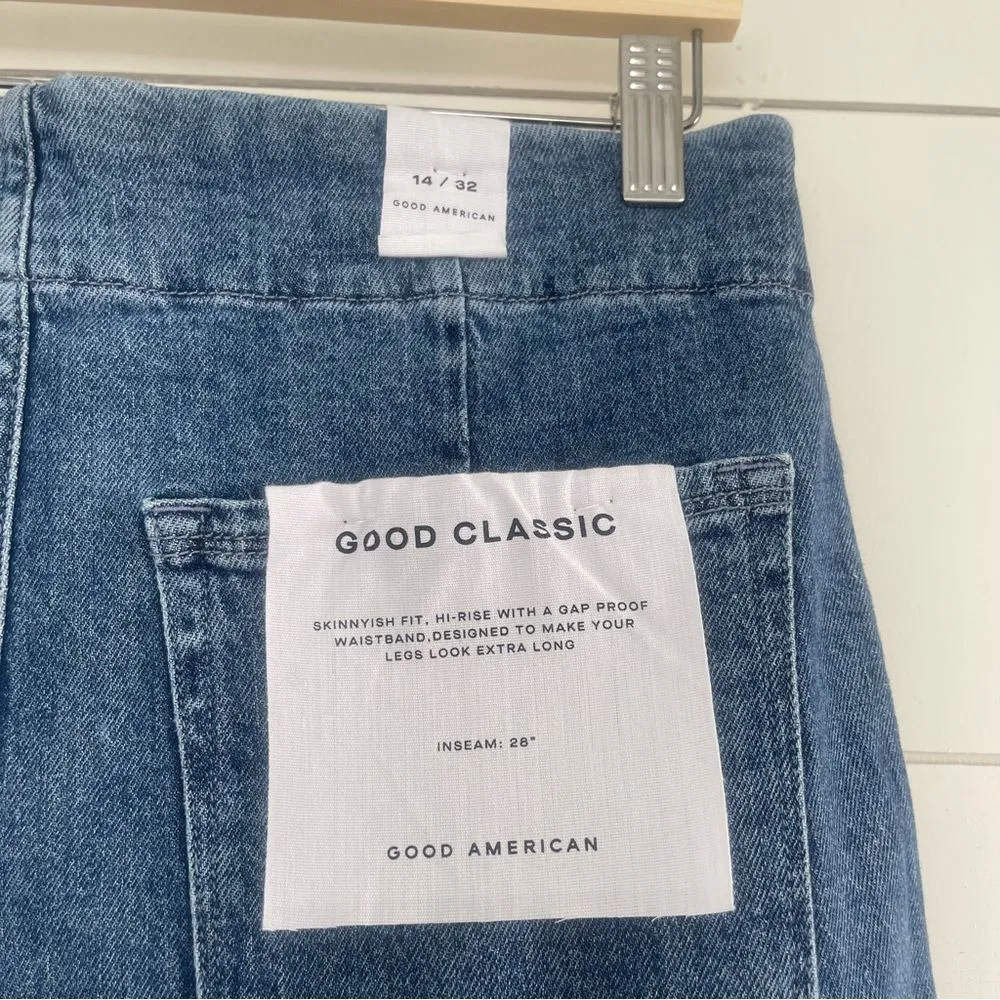 14 / 32
GOOD AMERICAN
GOOD CLASSIC
SKINNYISH FIT, HI-RISE WITH A GAP PROOF
WAISTBAND.DESIGNED TO MAKE YOUR
LEGS LOOK EXTRA LONG
INSEAM: 28"
GOOD AMERICAN